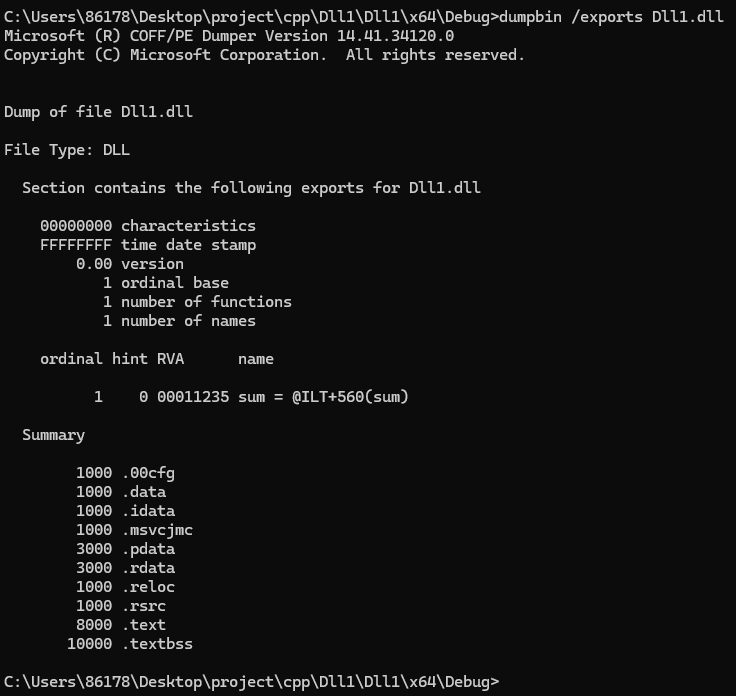 C:\Users\86178\Desktop\project\cpp\Dll1\Dll1\x64\Debug>dumpbin /exports Dll1.dll
Microsoft (R) COFF/PE Dumper Version 14.41.34120.0
Copyright (C) Microsoft Corporation.  All rights reserved.


Dump of file Dll1.dll

File Type: DLL

  Section contains the following exports for Dll1.dll

    00000000 characteristics
    FFFFFFFF time date stamp
        0.00 version
           1 ordinal base
           1 number of functions
           1 number of names

    ordinal hint RVA      name

          1    0 00011235 sum = @ILT+560(sum)

  Summary

        1000 .00cfg
        1000 .data
        1000 .idata
        1000 .msvcjmc
        3000 .pdata
        3000 .rdata
        1000 .reloc
        1000 .rsrc
        8000 .text
       10000 .textbss

C:\Users\86178\Desktop\project\cpp\Dll1\Dll1\x64\Debug>